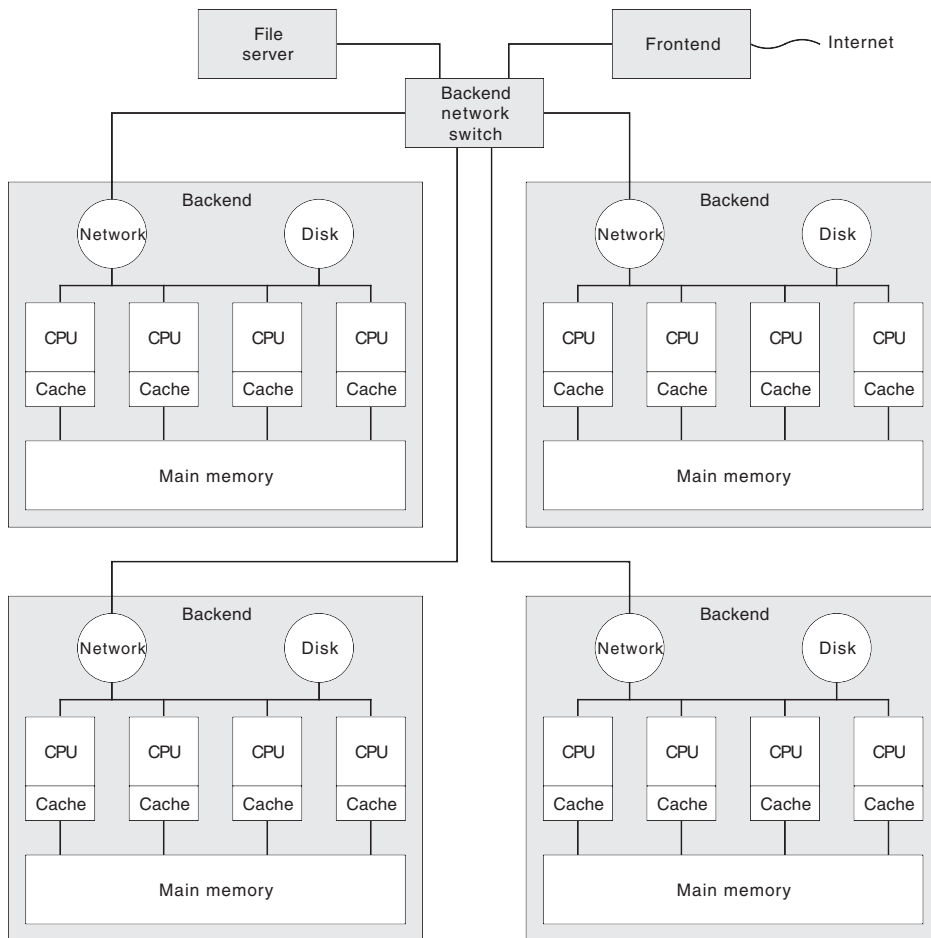 File
server
Frontend
Internet
Backend
network
switch
Backend
Network
Disk
CPU
CPU
CPU
CPU
Cache
Cache
Cache
Cache
Main memory
Backend
Network
Disk
CPU
CPU
CPU
CPU
Cache
Cache
Cache
Cache
Main memory
Backend
Network
Disk
CPU
CPU
CPU
CPU
Cache
Cache
Cache
Cache
Main memory
Backend
Network
Disk
CPU
CPU
CPU
CPU
Cache
Cache
Cache
Cache
Main memory